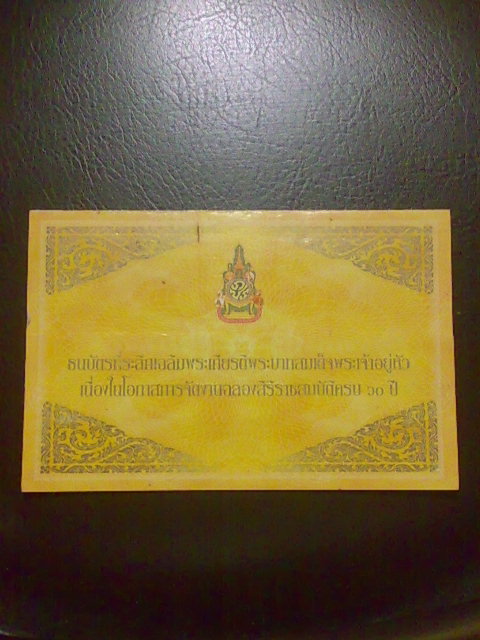 ธนบัตรที่ระลึกเฉลิมพระเกียรติพระบาทสมเด็จพระเจ้าอยู่หัว
เนื่องในโอกาสการจัดงานฉลองสิริราชสมบัติครบ ๖๐ ปี